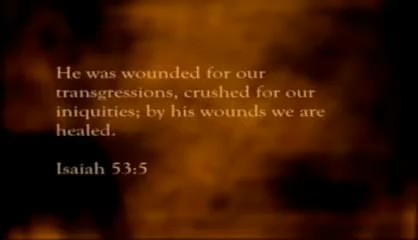 He was wounded for our
transgressions, crushed for our
iniquities; by his wounds we are
healed.
Isaiah 53:5